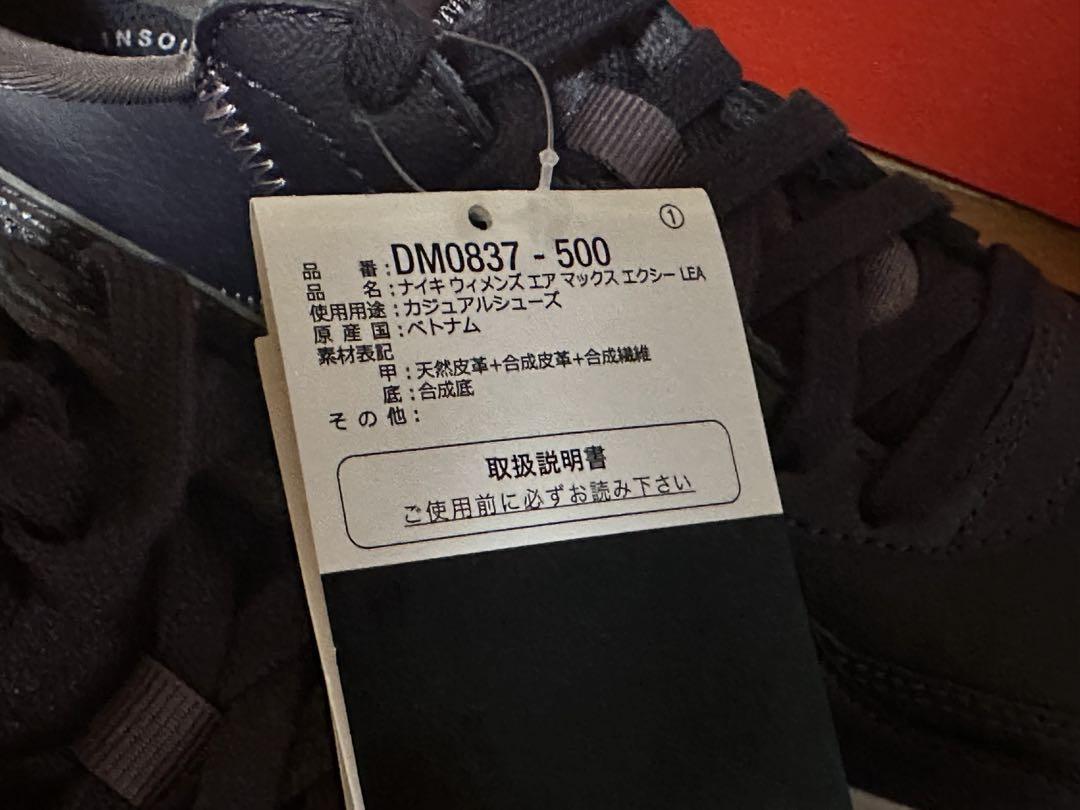 INSO
①
品 番:DM0837 - 500
品 名:ナイキ ウィメンズ エア マックス エクシー LEA
使用用途:カジュアルシューズ
原 産 国:ベトナム
素材表記
甲:天然皮革+合成皮革+合成繊維
底:合成底
そ の 他:
取扱説明書
ご使用前に必ずお読み下さい